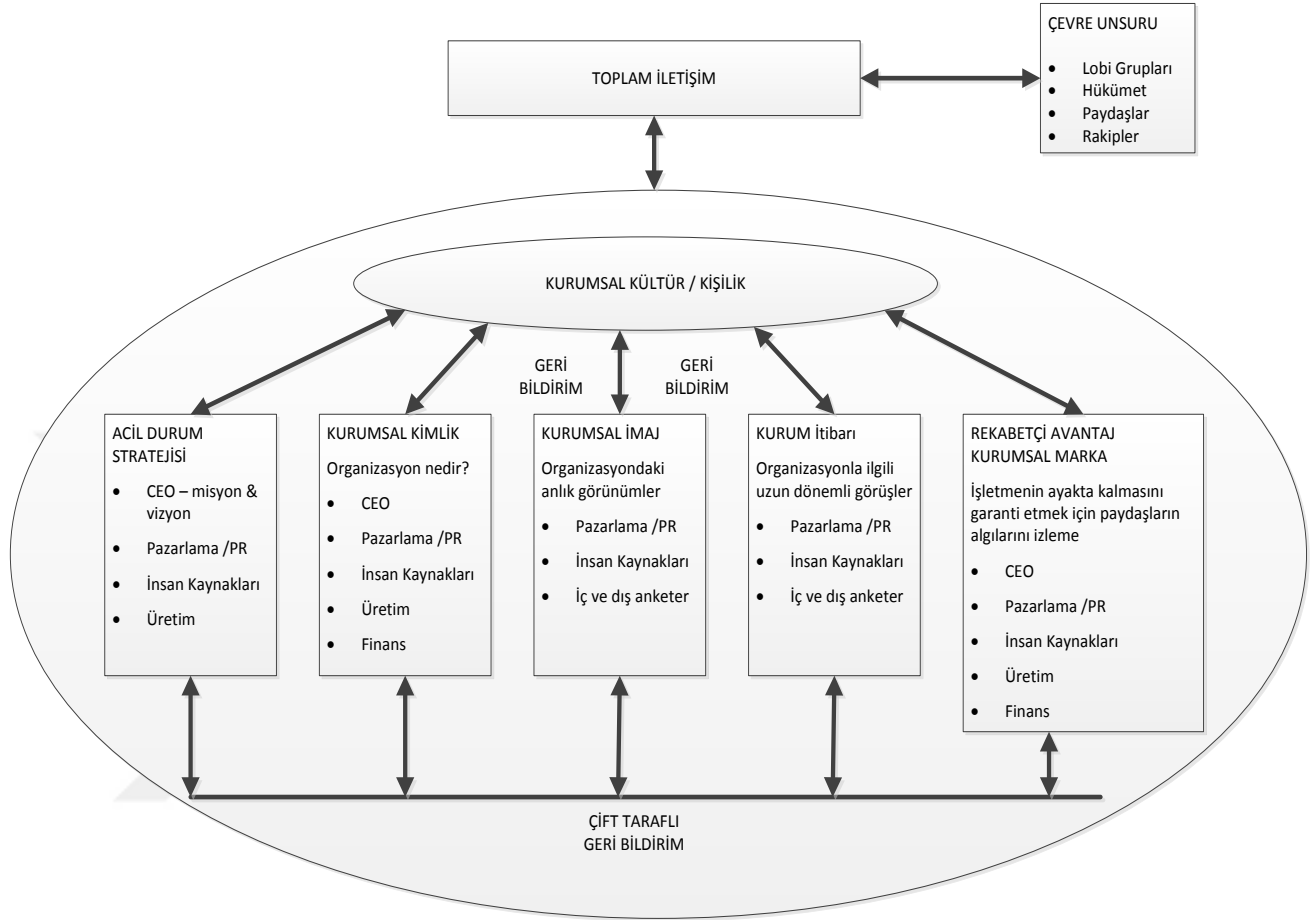 TOPLAM İLETİŞİM
ÇEVRE UNSURU
• Lobi Grupları
• Hükümet
• Paydaşlar
• Rakipler
KURUMSAL KÜLTÜR / KİŞİLİK
GERİ
BİLDİRİM
GERİ
BİLDİRİM
ACİL DURUM
STRATEJİSİ
• CEO – misyon &
vizyon
• Pazarlama /PR
• İnsan Kaynakları
• Üretim
KURUMSAL KİMLİK
Organizasyon nedir?
• CEO
• Pazarlama /PR
• İnsan Kaynakları
• Üretim
• Finans
KURUMSAL İMAJ
Organizasyondaki
anlık görünümler
• Pazarlama /PR
• İnsan Kaynakları
• İç ve dış anketer
KURUM İtibarı
Organizasyonla ilgili
uzun dönemli görüşler
• Pazarlama /PR
• İnsan Kaynakları
• İç ve dış anketer
REKABETÇİ AVANTAJ
KURUMSAL MARKA
İşletmenin ayakta kalmasını
garanti etmek için paydaşların
algılarını izleme
• CEO
• Pazarlama /PR
• İnsan Kaynakları
• Üretim
• Finans
ÇİFT TARAFLI
GERİ BİLDİRİM